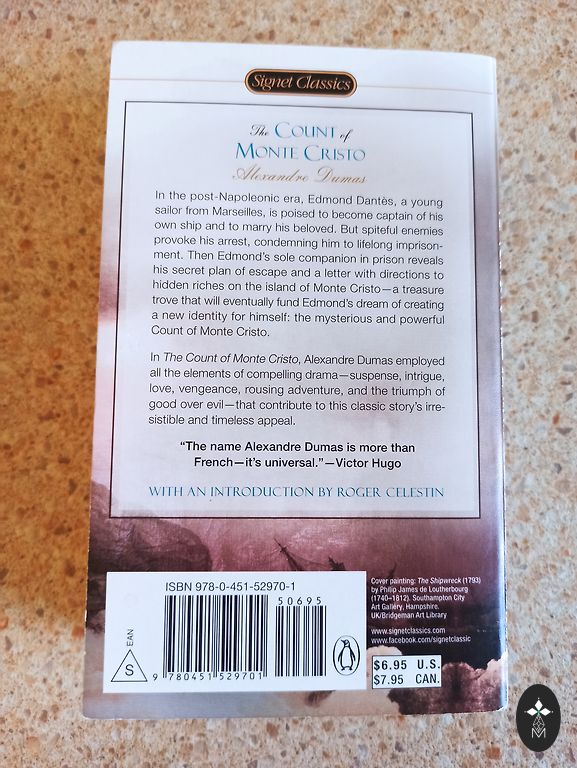 Signet Classics
The COUNT of
MONTE CRISTO
Alexandre Dumas
In the post-Napoleonic era, Edmond Dantès, a young
sailor from Marseilles, is poised to become captain of his
own ship and to marry his beloved. But spiteful enemies
provoke his arrest, condemning him to lifelong imprison-
ment. Then Edmond's sole companion in prison reveals
his secret plan of escape and a letter with directions to
hidden riches on the island of Monte Cristo—a treasure
trove that will eventually fund Edmond's dream of creating
a new identity for himself: the mysterious and powerful
Count of Monte Cristo.
In The Count of Monte Cristo, Alexandre Dumas employed
all the elements of compelling drama—suspense, intrigue,
love, vengeance, rousing adventure, and the triumph of
good over evil—that contribute to this classic story's irre-
sistible and timeless appeal.
"The name Alexandre Dumas is more than
French—it's universal."—Victor Hugo
WITH AN INTRODUCTION BY ROGER CELESTIN
ISBN 978-0-451-52970-1
50695
EAN
S
9 780451 529701
Cover painting: The Shipwreck (1793)
by Philip James de Loutherbourg
(1740–1812). Southampton City
Art Gallery, Hampshire.
UK/Bridgeman Art Library
www.signetclassics.com
www.facebook.com/signetclassic
$6.95 U.S.
$7.95 CAN.
M